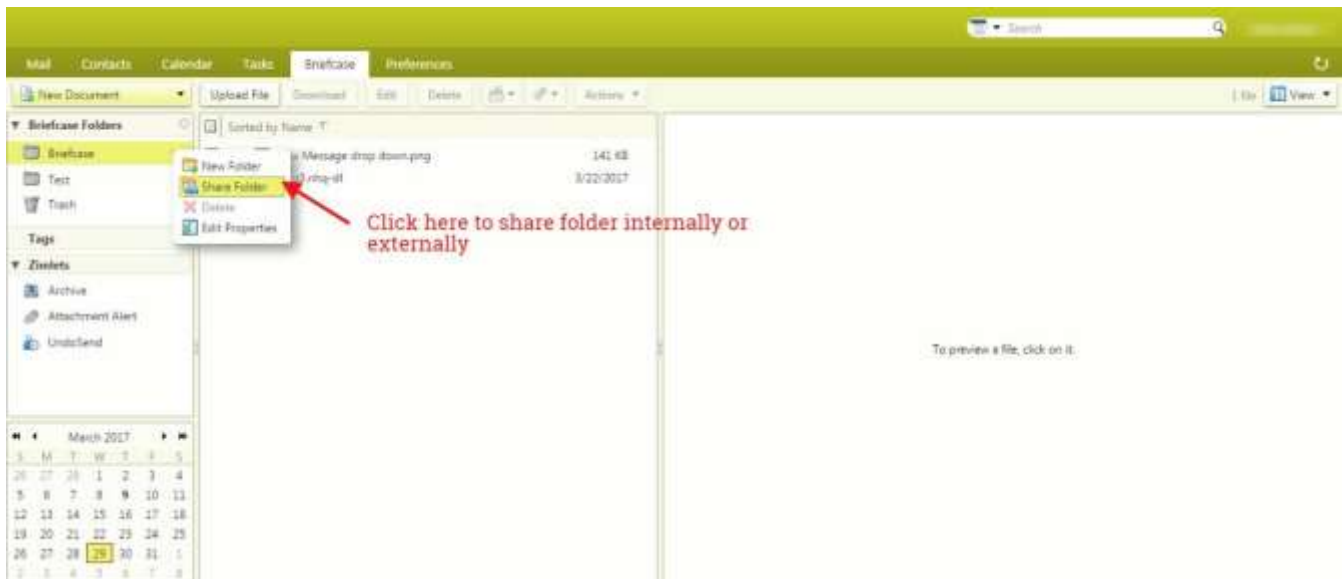 Search
Mail Contacts Calendar Tasks Briefcase Preferences
New Document Upload File Download Edit Delete Actions 1 file View
Briefcase Folders Sorted by Name
Briefcase Message drop down.png 141 KB
New Folder
Test Share Folder 3/22/2017
Trash Delete
Edit Properties
Click here to share folder internally or
externally
Tags
Zimlets
Archive
Attachment Alert
UndoSend
To preview a file, click on it.
March 2017
S M T W T F S
26 27 28 1 2 3 4
5 6 7 8 9 10 11
12 13 14 15 16 17 18
19 20 21 22 23 24 25
26 27 28 29 30 31 1
2 3 4 5 6 7 8